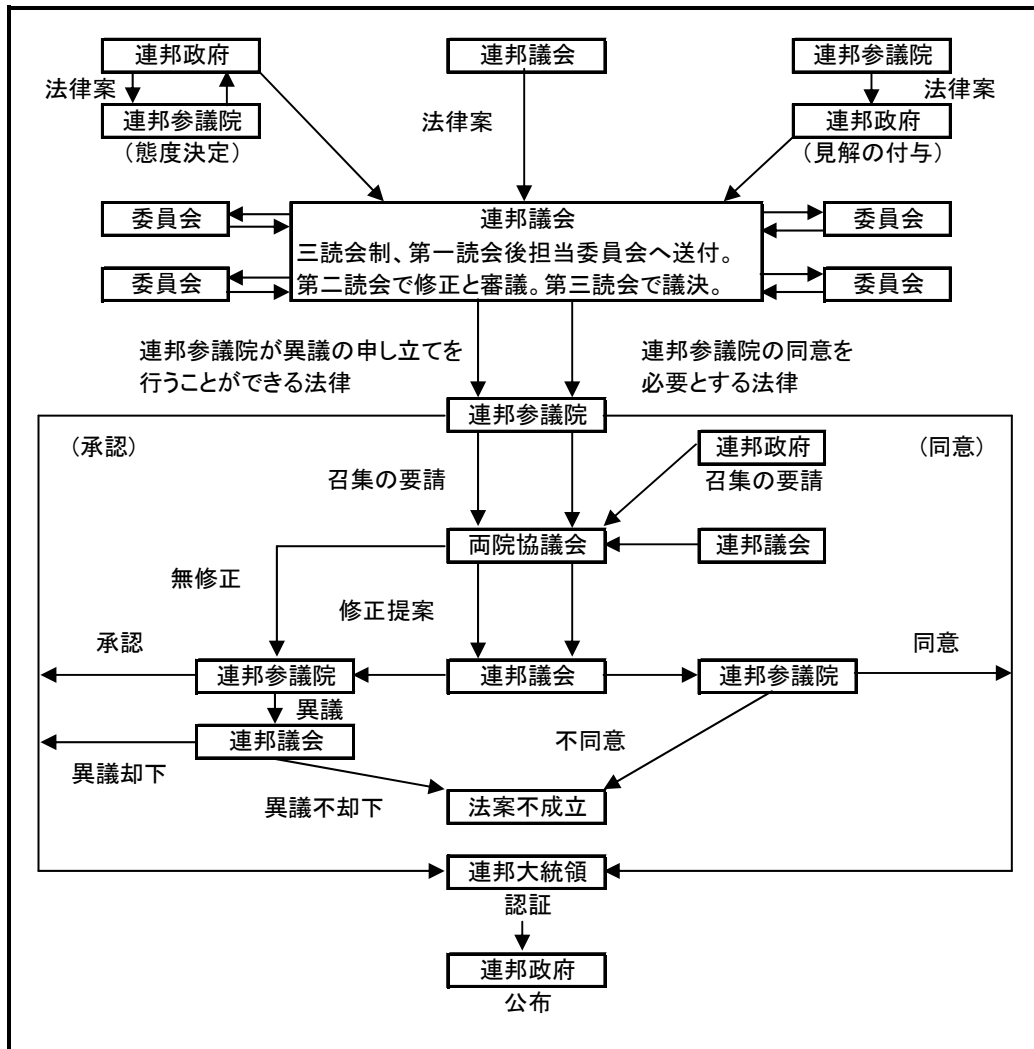 連邦政府
連邦議会
連邦参議院
法律案
法律案
法律案
連邦参議院
連邦政府
（態度決定）
（見解の付与）
委員会
連邦議会
委員会
三読会制、第一読会後担当委員会へ送付。
委員会
第二読会で修正と審議。第三読会で議決。
委員会
連邦参議院が異議の申し立てを
行うことができる法律
連邦参議院の同意を
必要とする法律
連邦参議院
（承認）
連邦政府
（同意）
召集の要請
召集の要請
両院協議会
連邦議会
無修正
修正提案
承認
同意
連邦参議院
連邦議会
連邦参議院
異議
連邦議会
不同意
異議却下
異議不却下
法案不成立
連邦大統領
認証
連邦政府
公布